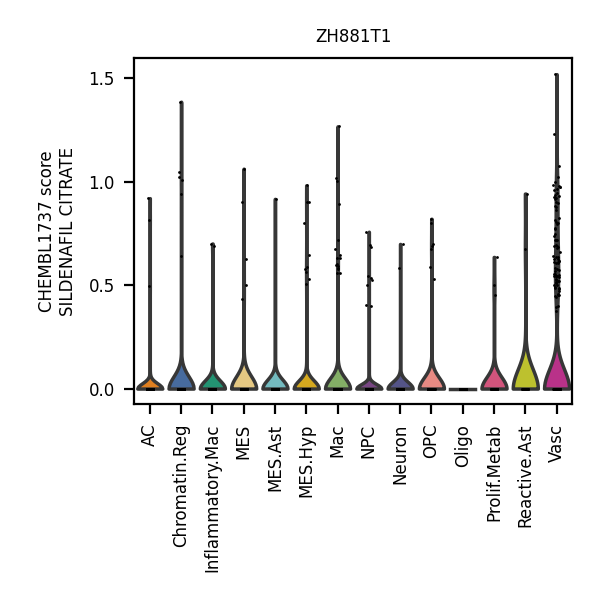 ZH881T1
CHEMBL1737 score
SILDENAFIL CITRATE
1.5
1.0
0.5
0.0
AC
Chromatin.Reg
Inflammatory.Mac
MES
MES.Ast
MES.Hyp
Mac
NPC
Neuron
OPC
Oligo
Prolif.Metab
Reactive.Ast
Vasc